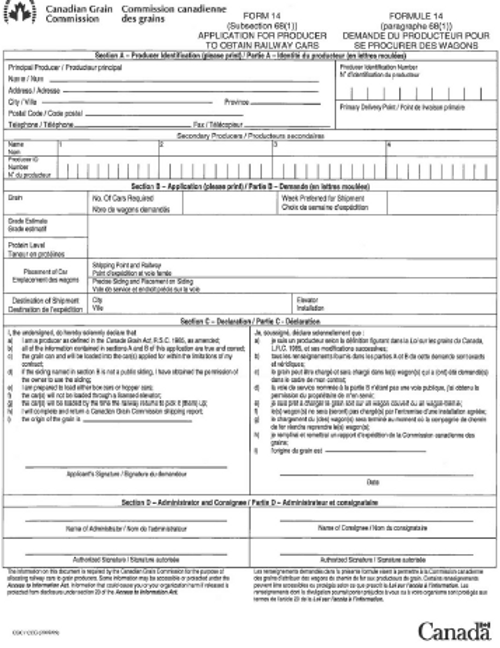 Canadian Grain
Commission
Commission canadienne
des grains
FORM 14
(Subsection 68(1))
APPLICATION FOR PRODUCER
TO OBTAIN RAILWAY CARS
FORMULE 14
(paragraphe 68(1))
DEMANDE DU PRODUCTEUR POUR
SE PROCURER DES WAGONS
Section A – Producer Identification (please print) / Partie A – Identité du producteur (en lettres moulées)
Principal Producer / Producteur principal
Name / Nom
Address / Adresse
City / Ville
Province
Postal Code / Code postal
Telephone / Téléphone
Fax / Télécopieur
Producer Identification Number
N° d'identification du producteur
Primary Delivery Point / Point de livraison primaire
Secondary Producers / Producteurs secondaires
Name
Nom
1
2
3
4
Producer ID
Number
N° du producteur
Section B – Application (please print) / Partie B – Demande (en lettres moulées)
Grain
No. Of Cars Required
Nbre de wagons demandés
Week Preferred for Shipment
Choix de semaine d'expédition
Grade Estimate
Grade estimatif
Protein Level
Teneur en protéines
Placement of Car
Emplacement des wagons
Shipping Point and Railway
Point d'expédition et voie ferrée
Precise Siding and Placement on Siding
Voie de service et endroit précis sur la voie
Destination of Shipment
Destination de l'expédition
City
Ville
Elevator
Installation
Section C – Declaration / Partie C - Déclaration
I, the undersigned, do hereby solemnly declare that
a) I am a producer as defined in the Canada Grain Act, R.S.C. 1985, as amended;
b) all of the information contained in sections A and B of this application are true and correct;
c) the grain can and will be loaded into the car(s) applied for within the limitations of my
contract;
d) if the siding named in section B is not a public siding, I have obtained the permission of
the owner to use the siding;
e) I am prepared to load either box cars or hopper cars;
f) the car(s) will not be loaded through a licensed elevator;
g) the car(s) will be loaded by the time the railway returns to pick it (them) up;
h) I will complete and return a Canadian Grain Commission shipping report;
i) the origin of the grain is
Je, soussigné, déclare solennellement que :
a) je suis un producteur selon la définition figurant dans la Loi sur les grains du Canada,
L.R.C. 1985, et ses modifications successives;
b) tous les renseignements fournis dans les parties A et B de cette demande sont exacts
et véridiques;
c) le grain peut être chargé et sera chargé dans le(s) wagon(s) qui a (ont) été demandé(s)
dans le cadre de mon contrat;
d) si la voie de service nommée à la partie B n'étant pas une voie publique, j'ai obtenu la
permission du propriétaire de m'en servir;
e) je suis prêt à charger le grain soit sur un wagon couvert ou un wagon-trémie;
f) le(s) wagon(s) ne sera (seront) pas chargé(s) par l'entremise d'une installation agréée;
g) le chargement du (des) wagon(s) sera terminé au moment où la compagnie de chemin
de fer viendra reprendre le(s) wagon(s);
h) je remplirai et remettrai un rapport d'expédition de la Commission canadienne des
grains;
i) l'origine du grain est
Applicant's Signature / Signature du demandeur
Date
Section D – Administrator and Consignee / Partie D – Administrateur et consignataire
Name of Administrator / Nom de l'administrateur
Name of Consignee / Nom du consignataire
Authorized Signature / Signature autorisée
Authorized Signature / Signature autorisée
The information on this document is required by the Canadian Grain Commission for the purpose of
allocating railway cars to grain producers. Some information may be accessible or protected under the
Access to Information Act. Information that could cause you or your organization harm if released is
protected from disclosure under section 20 of the Access to Information Act.
Les renseignements demandés dans la présente formule visent à permettre à la Commission canadienne
des grains d'attribuer des wagons de chemin de fer aux producteurs de grain. Certains renseignements
peuvent être accessibles ou protégés selon ce que prescrit la Loi sur l'accès à l'information. Les
renseignements dont la divulgation pourrait porter préjudice à vous ou à votre organisme sont protégés aux
termes de l'article 20 de la Loi sur l'accès à l'information.
Canada